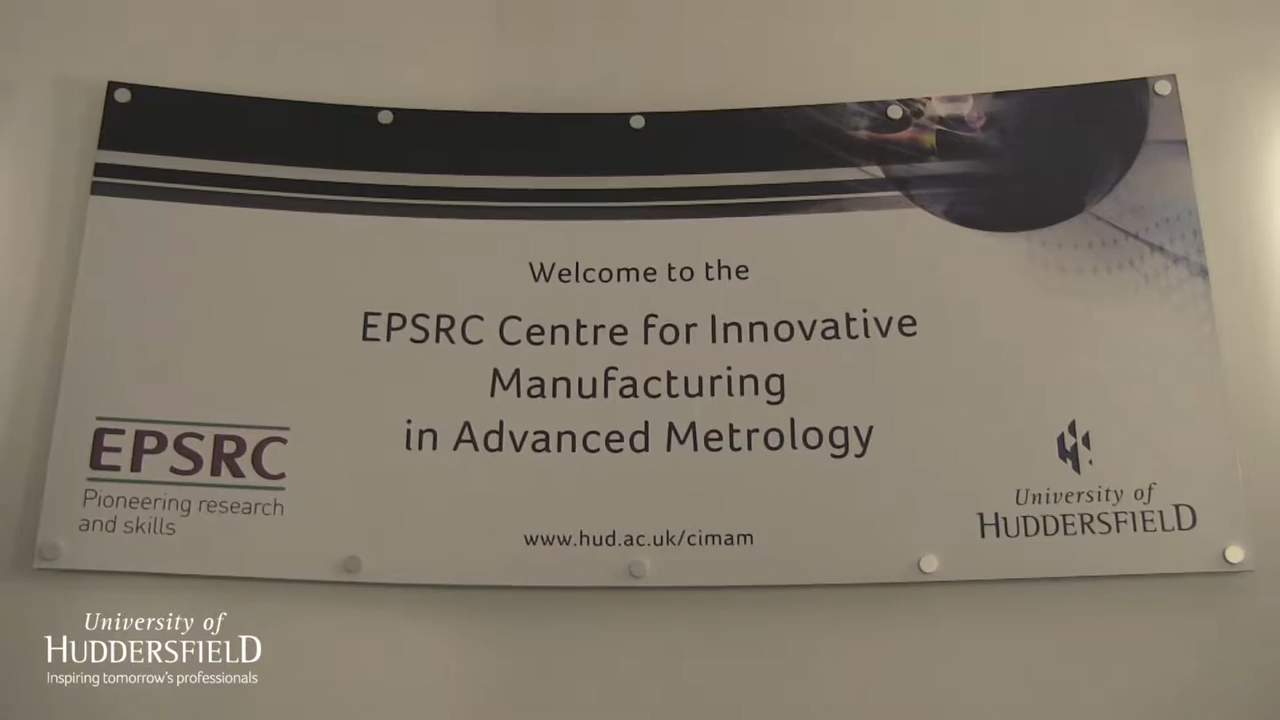 Welcome to the
EPSRC Centre for Innovative
Manufacturing
in Advanced Metrology
EPSRC
Pioneering research
and skills
www.hud.ac.uk/cimam
University of
HUDDERSFIELD
University of
HUDDERSFIELD
Inspiring tomorrow's professionals